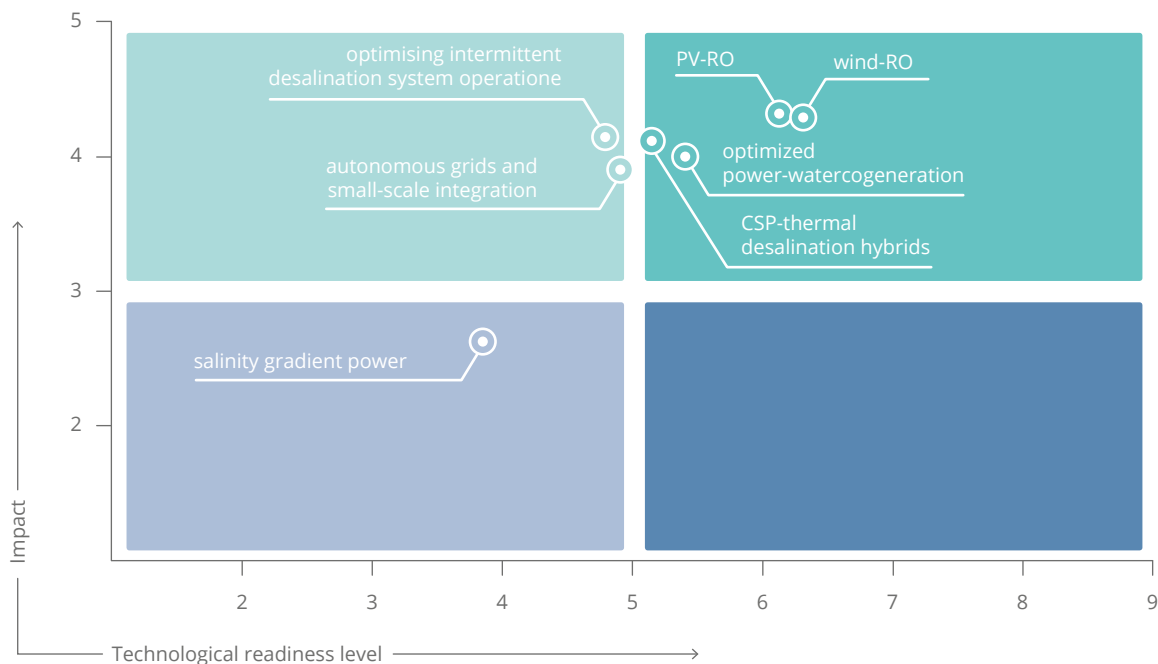 5
4
3
2
Impact
optimising intermittent
desalination system operatione
autonomous grids and
small-scale integration
PV-RO
wind-RO
optimized
power-watercogeneration
CSP-thermal
desalination hybrids
salinity gradient power
2
3
4
5
6
7
8
9
Technological readiness level